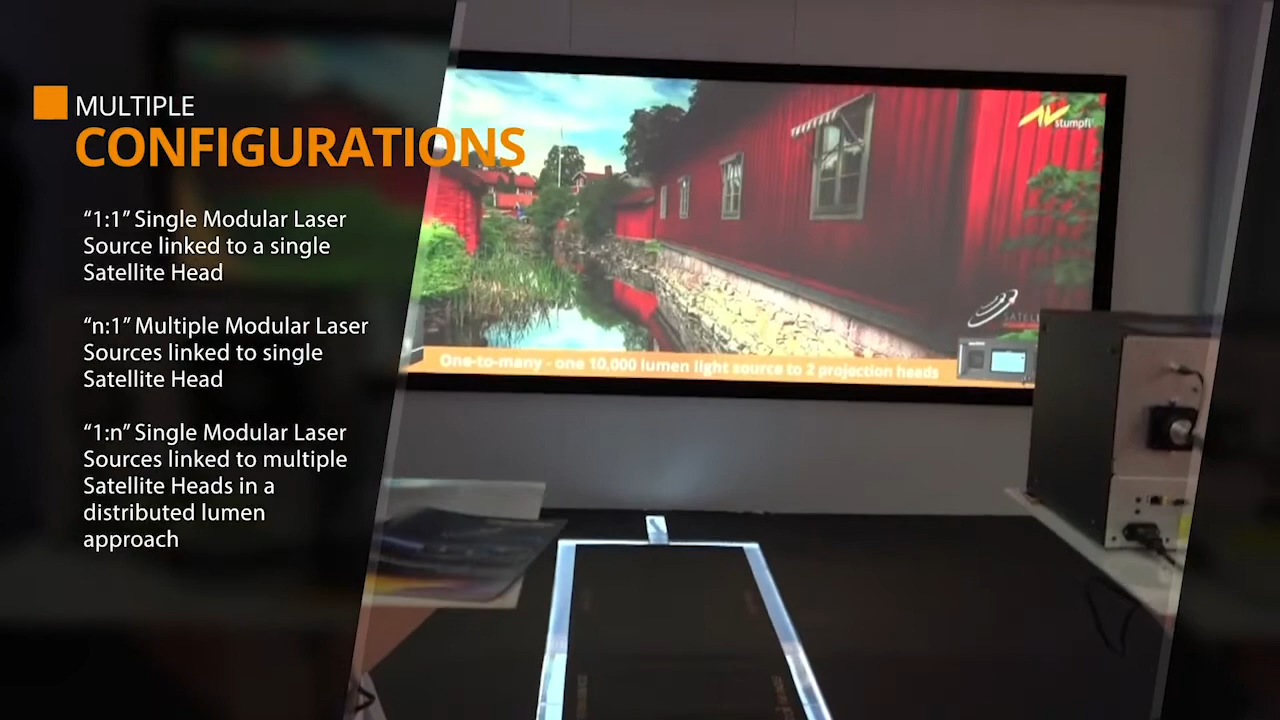 MULTIPLE
CONFIGURATIONS
“1:1” Single Modular Laser
Source linked to a single
Satellite Head
“n:1” Multiple Modular Laser
Sources linked to single
Satellite Head
“1:n” Single Modular Laser
Sources linked to multiple
Satellite Heads in a
distributed lumen
approach
AV
stumpfl
One-to-many - one 10,000 lumen light source to 2 projection heads